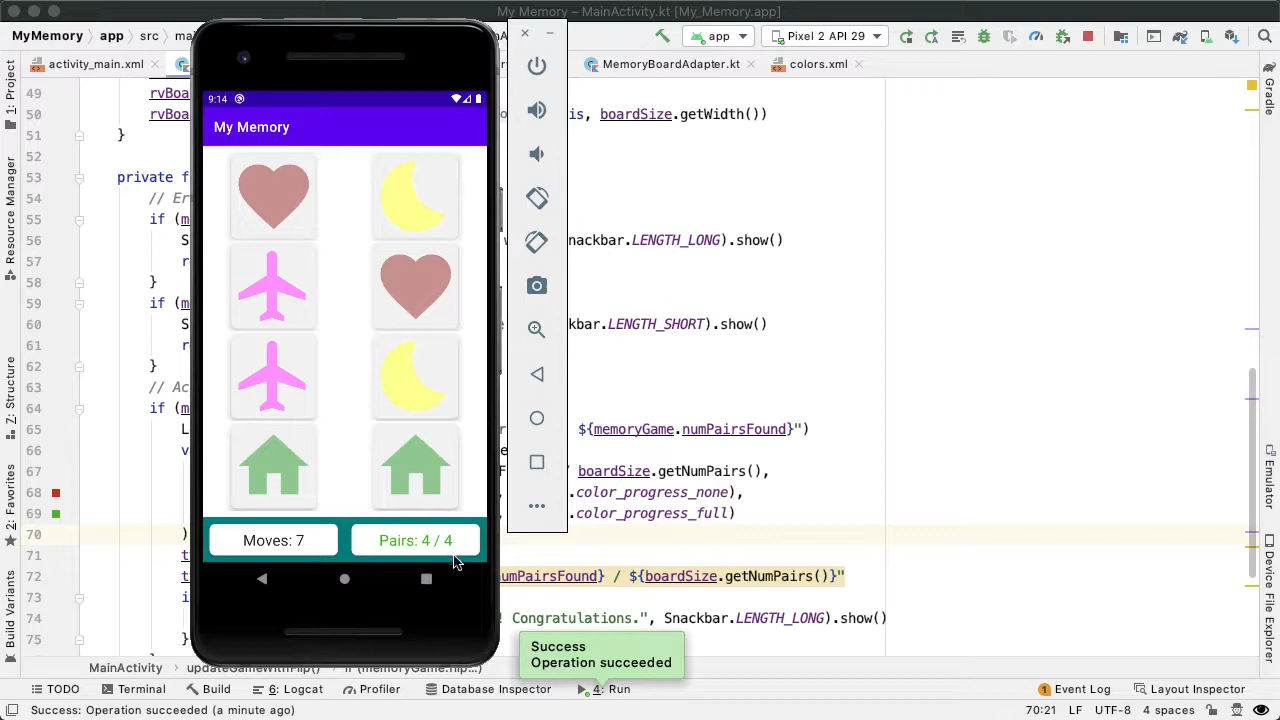 My Memory – MainActivity.kt [My_Memory.app]
MyMemory app src
app Pixel 2 API 29
activity_main.xml MemoryBoardAdapter.kt colors.xml
1: Project
Resource Manager
Z: Structure
2: Favorites
Build Variants
Gradle
Emulator
Device File Explorer
49 rvBoa
50 rvBoa is, boardSize.getWidth())
51 }
52
53 private f
54 // Er
55 if (m
56 S nackbar.LENGTH_LONG).show()
57 r
58 }
59 if (m
60 S kbar.LENGTH_SHORT).show()
61 r
62 }
63 // Ac
64 if (m
65 L ${memoryGame.numPairsFound}")
66 v
67 / boardSize.getNumPairs(),
68 .color_progress_none),
69 .color_progress_full)
70 )
71 t
72 t umPairsFound} / ${boardSize.getNumPairs()}"
73 i
74 ! Congratulations.", Snackbar.LENGTH_LONG).show()
75 }
9:14
My Memory
Moves: 7 Pairs: 4 / 4
Success
Operation succeeded
MainActivity updateGameWithFlip() if (memoryGame.flip...)
TODO Terminal Build 6: Logcat Profiler Database Inspector 4: Run 1 Event Log Layout Inspector
Success: Operation succeeded (a minute ago) 70:21 LF UTF-8 4 spaces